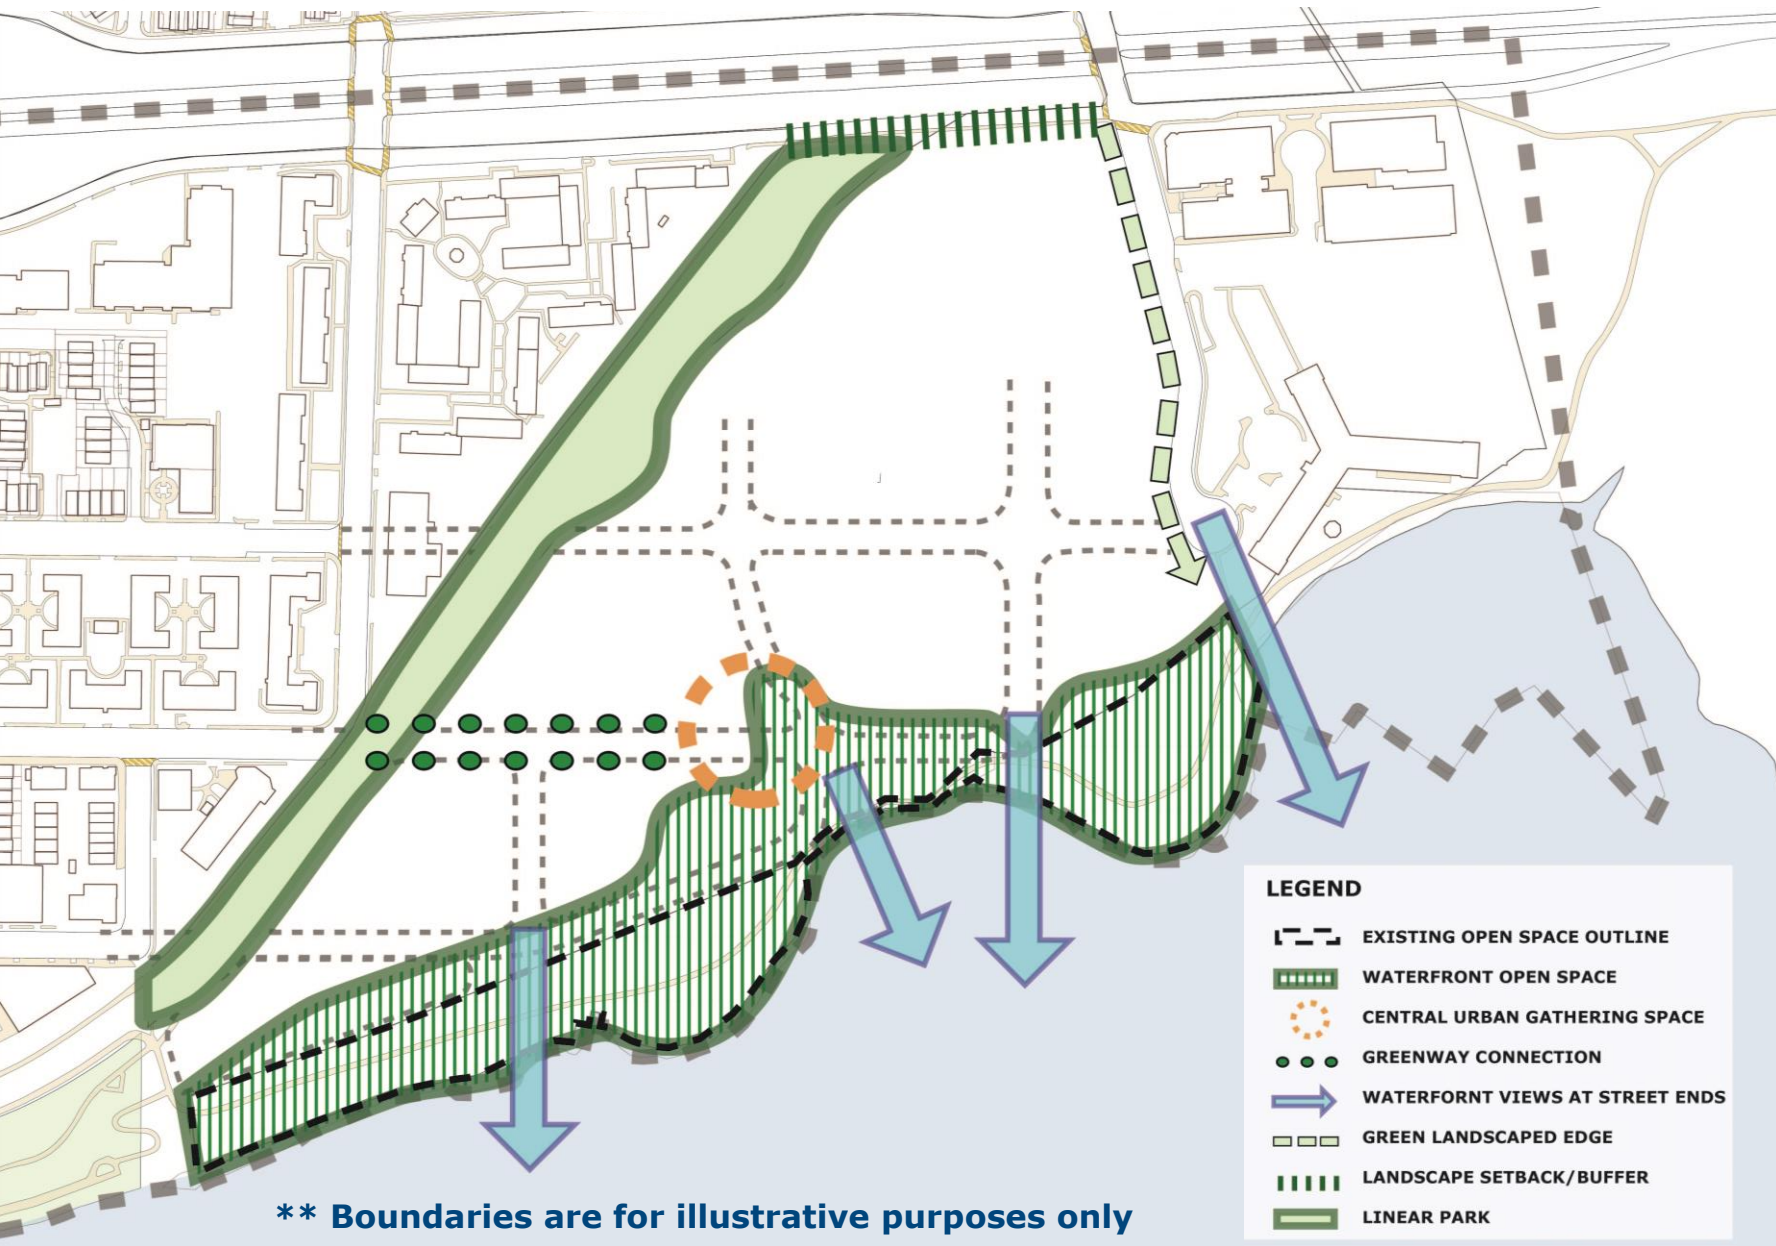 LEGEND
EXISTING OPEN SPACE OUTLINE
WATERFRONT OPEN SPACE
CENTRAL URBAN GATHERING SPACE
GREENWAY CONNECTION
WATERFORNT VIEWS AT STREET ENDS
GREEN LANDSCAPED EDGE
LANDSCAPE SETBACK/BUFFER
LINEAR PARK
** Boundaries are for illustrative purposes only